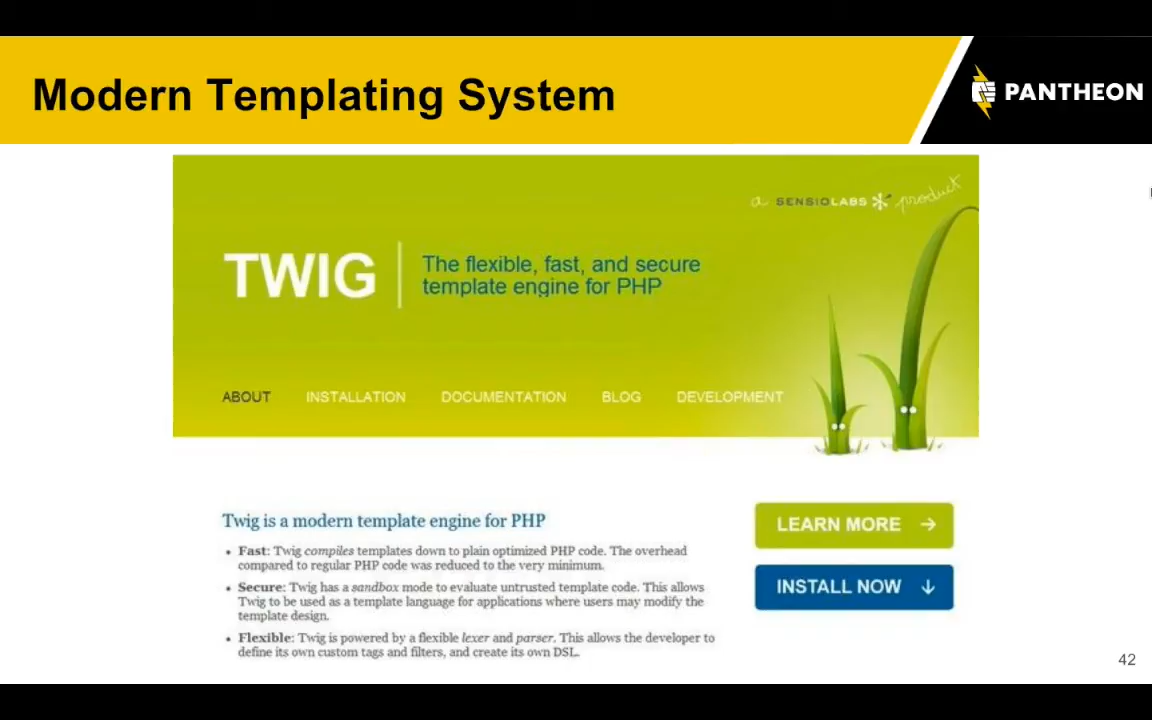 Modern Templating System
PANTHEON
a SENSIOLABS product
TWIG
The flexible, fast, and secure
template engine for PHP
ABOUT INSTALLATION DOCUMENTATION BLOG DEVELOPMENT
Twig is a modern template engine for PHP
• Fast: Twig compiles templates down to plain optimized PHP code. The overhead
compared to regular PHP code was reduced to the very minimum.
• Secure: Twig has a sandbox mode to evaluate untrusted template code. This allows
Twig to be used as a template language for applications where users may modify the
template design.
• Flexible: Twig is powered by a flexible lexer and parser. This allows the developer to
define its own custom tags and filters, and create its own DSL.
LEARN MORE →
INSTALL NOW ↓
42